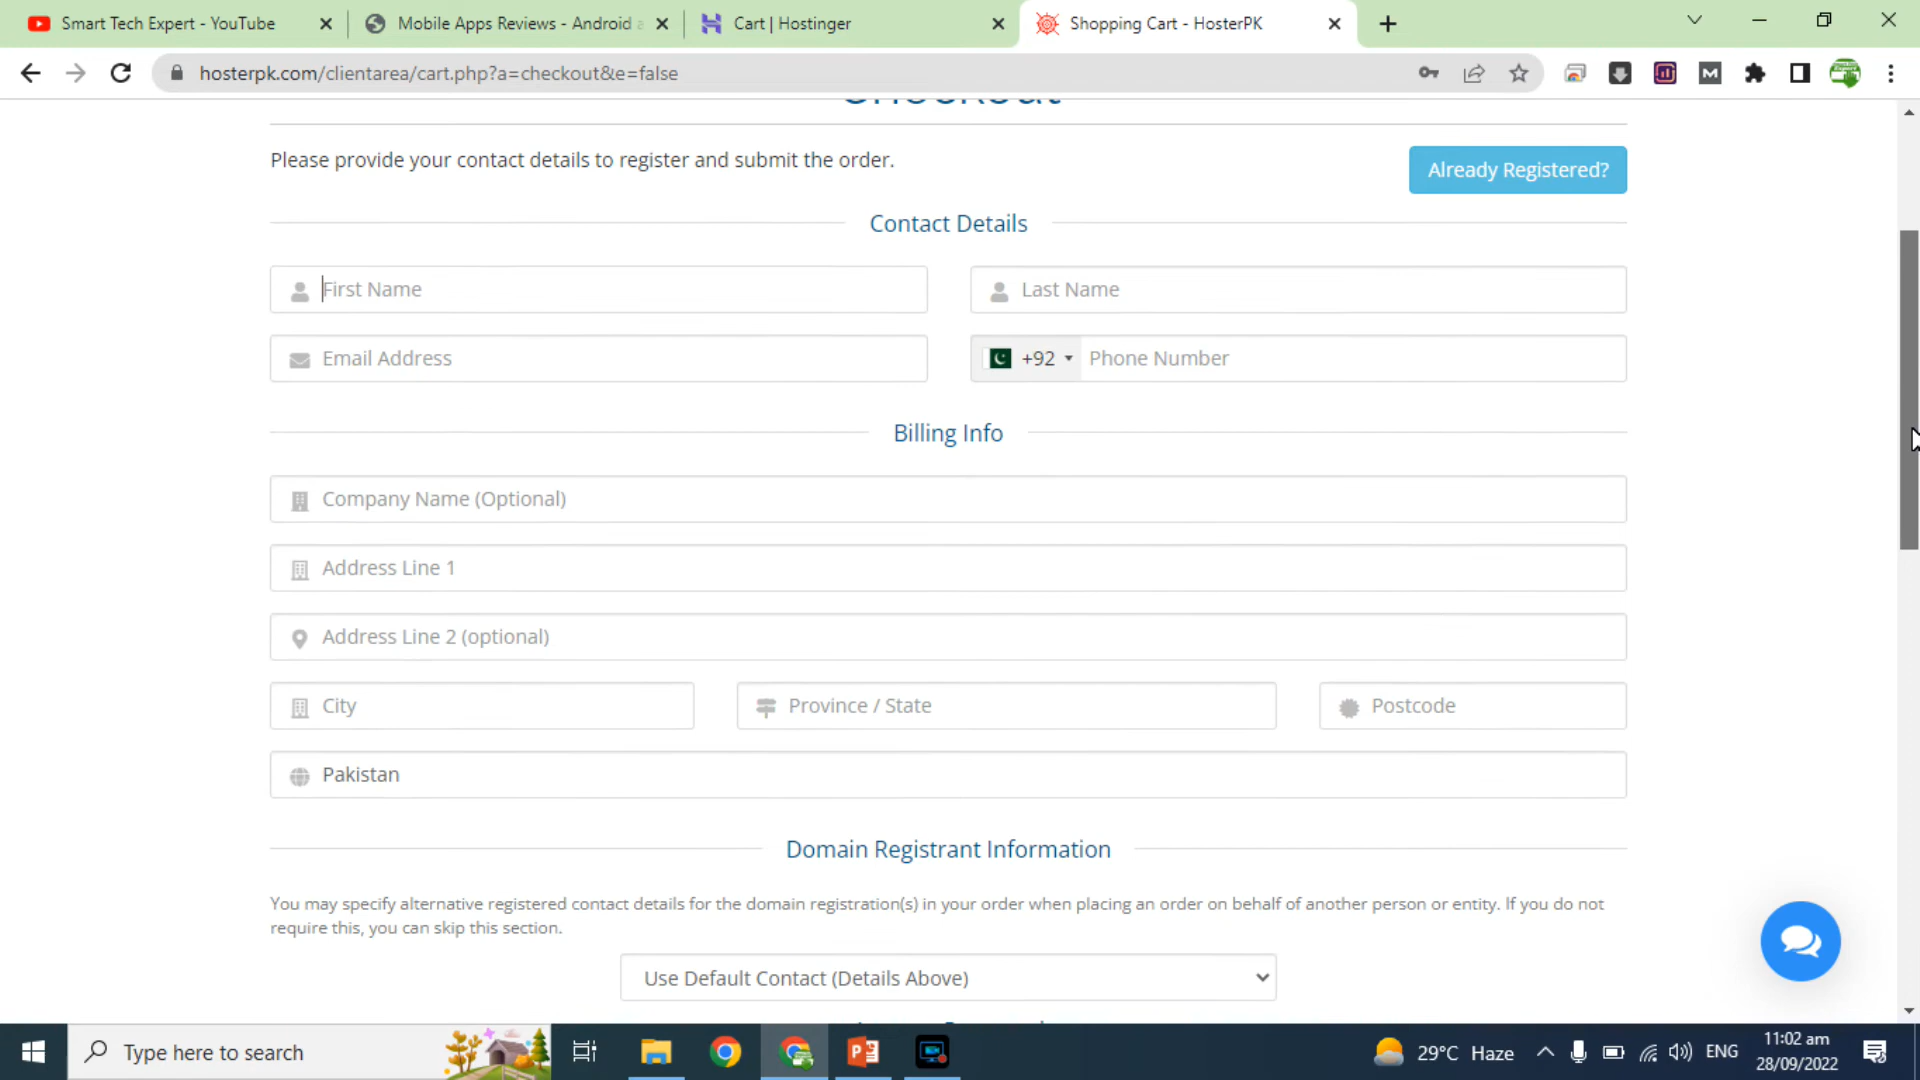 Smart Tech Expert - YouTube
Mobile Apps Reviews - Android a
Cart | Hostinger
Shopping Cart - HosterPK
hosterpk.com/clientarea/cart.php?a=checkout&e=false
Checkout
Please provide your contact details to register and submit the order.
Already Registered?
Contact Details
First Name
Last Name
Email Address
+92
Phone Number
Billing Info
Company Name (Optional)
Address Line 1
Address Line 2 (optional)
City
Province / State
Postcode
Pakistan
Domain Registrant Information
You may specify alternative registered contact details for the domain registration(s) in your order when placing an order on behalf of another person or entity. If you do not
require this, you can skip this section.
Use Default Contact (Details Above)
Type here to search
29°C Haze
ENG
11:02 am
28/09/2022